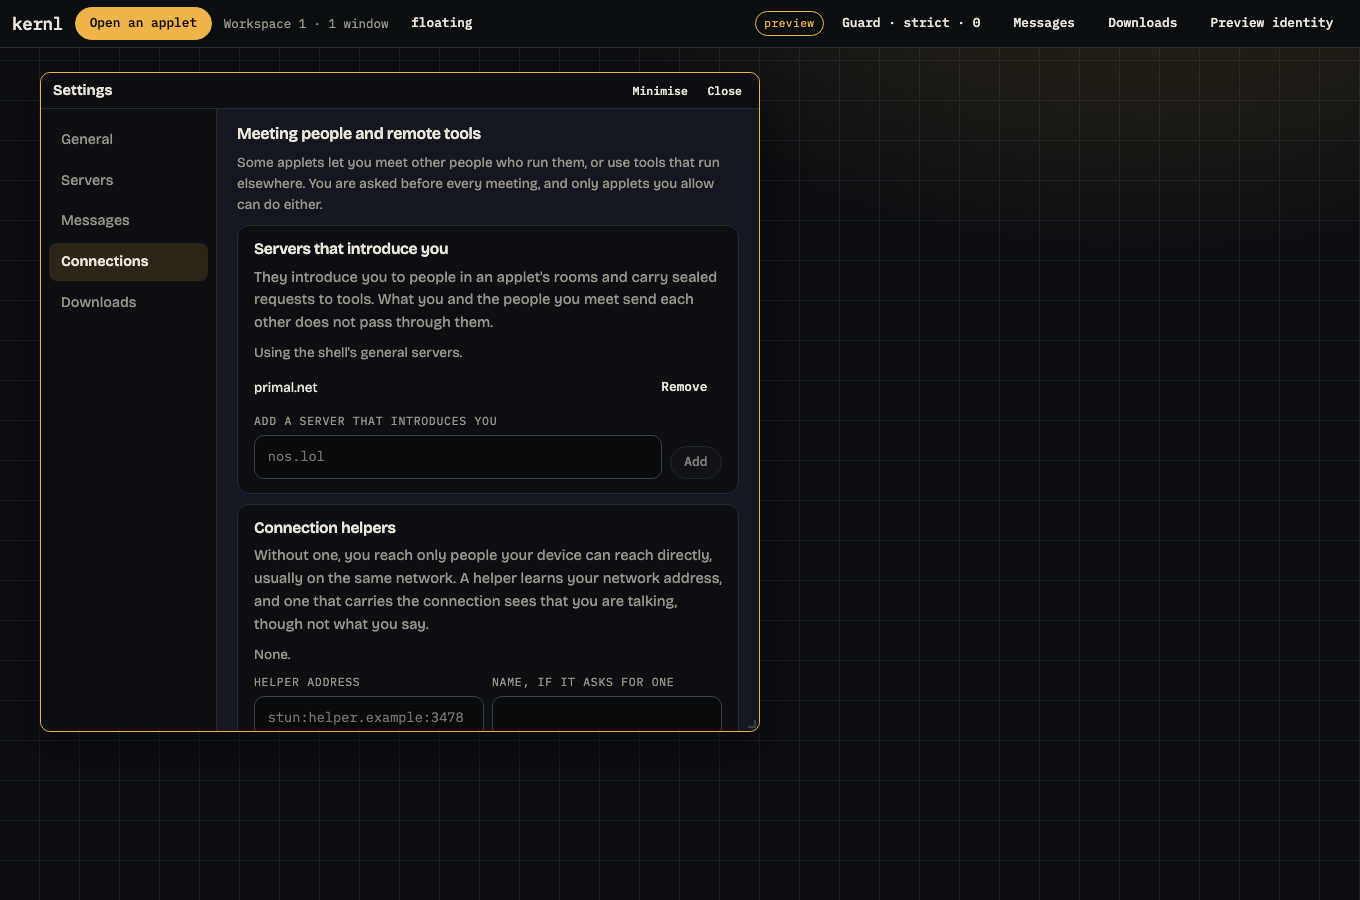 kernl
Open an applet
Workspace 1 · 1 window
floating
preview
Guard · strict · 0
Messages
Downloads
Preview identity
Settings
Minimise
Close
General
Servers
Messages
Connections
Downloads
Meeting people and remote tools
Some applets let you meet other people who run them, or use tools that run
elsewhere. You are asked before every meeting, and only applets you allow
can do either.
Servers that introduce you
They introduce you to people in an applet's rooms and carry sealed
requests to tools. What you and the people you meet send each
other does not pass through them.
Using the shell's general servers.
primal.net
Remove
ADD A SERVER THAT INTRODUCES YOU
nos.lol
Add
Connection helpers
Without one, you reach only people your device can reach directly,
usually on the same network. A helper learns your network address,
and one that carries the connection sees that you are talking,
though not what you say.
None.
HELPER ADDRESS
NAME, IF IT ASKS FOR ONE
stun:helper.example:3478